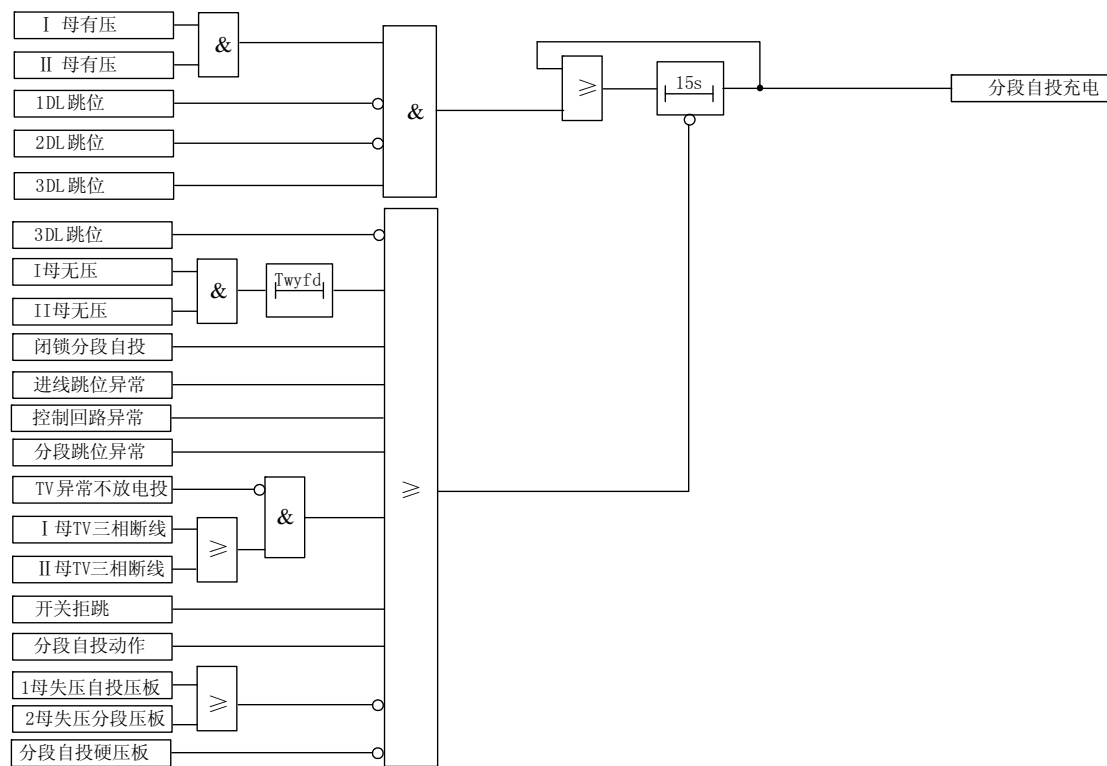 Ⅰ 母有压
Ⅱ 母有压
&
1DL跳位
2DL跳位
3DL跳位
&
≥
15s
分段自投充电
3DL跳位
I母无压
II母无压
&
Twyfd
闭锁分段自投
进线跳位异常
控制回路异常
分段跳位异常
TV异常不放电投
Ⅰ母TV三相断线
Ⅱ母TV三相断线
≥
&
≥
开关拒跳
分段自投动作
1母失压自投压板
2母失压分段压板
≥
分段自投硬压板